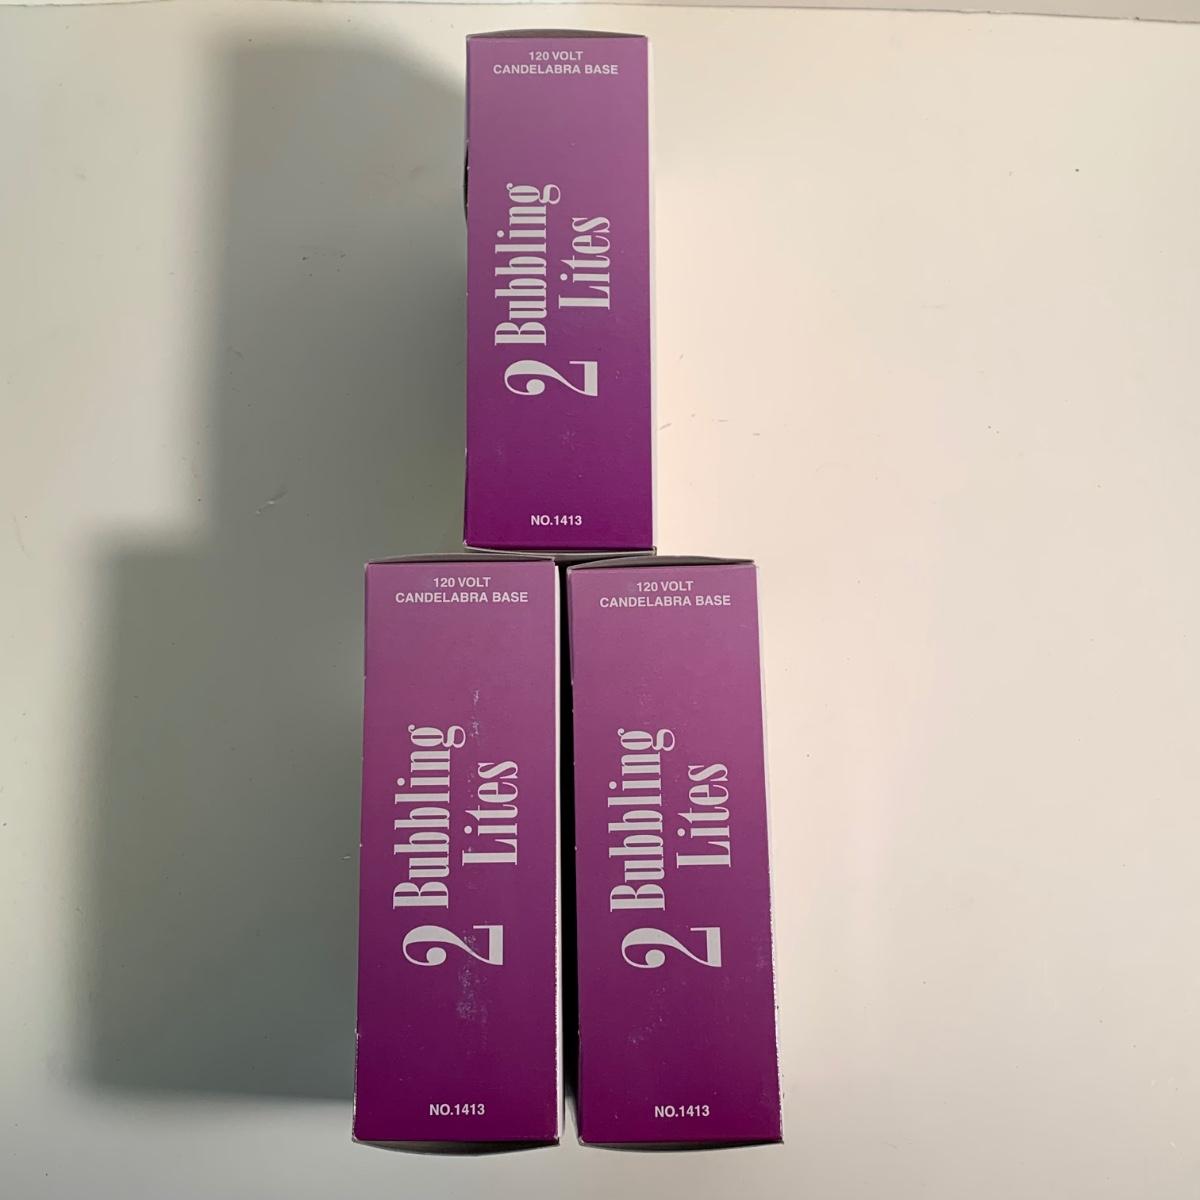 120 VOLT
CANDELABRA BASE
2 Bubbling
Lites
NO.1413
120 VOLT
CANDELABRA BASE
2 Bubbling
Lites
NO.1413
120 VOLT
CANDELABRA BASE
2 Bubbling
Lites
NO.1413